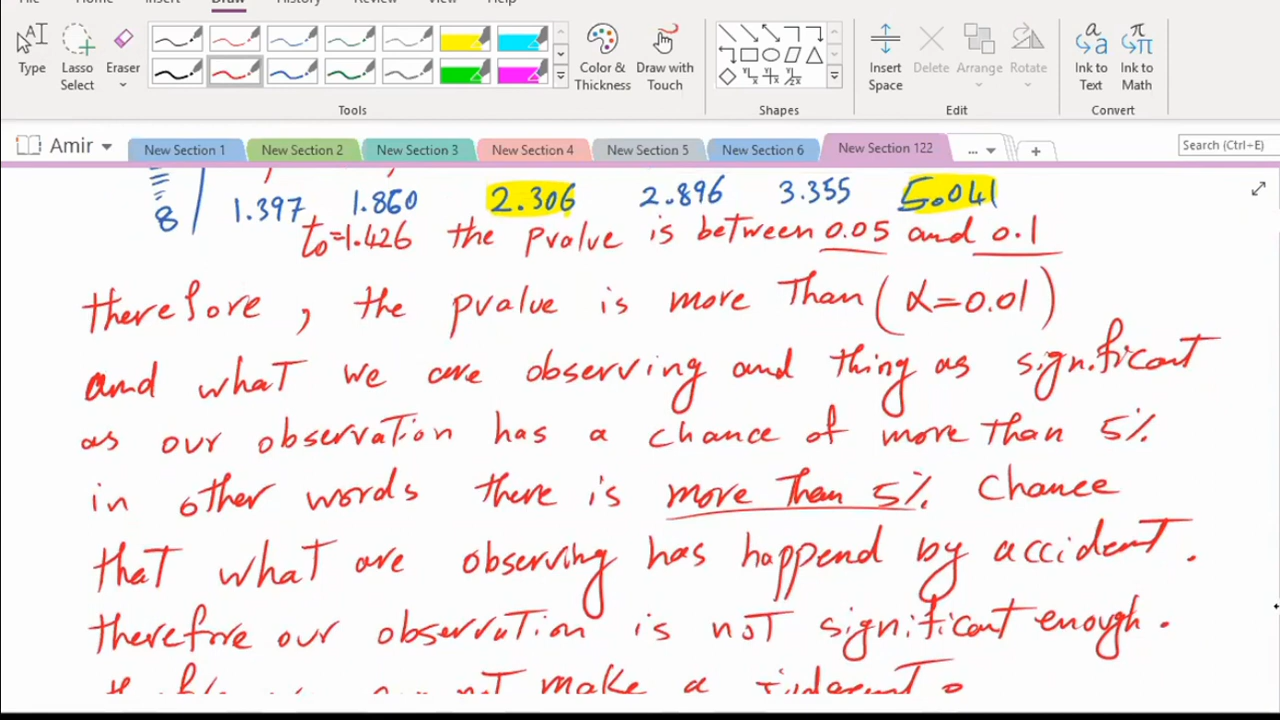 Home Insert Draw History Review View Help
Type Lasso Select Eraser Color & Thickness Draw with Touch Insert Space Delete Arrange Rotate Ink to Text Ink to Math
Tools Shapes Edit Convert
Amir New Section 1 New Section 2 New Section 3 New Section 4 New Section 5 New Section 6 New Section 122 ... + Search (Ctrl+E)
8 1.397 1.860 2.306 2.896 3.355 5.041
to=1.426 the pvalue is between 0.05 and 0.1
therefore, the pvalue is more Than (α=0.01)
and what we are observing and thing as significant
as our observation has a chance of more than 5%
in other words there is more Than 5% Chance
that what are observing has happend by accident.
therefore our observation is not significant enough.
not make a